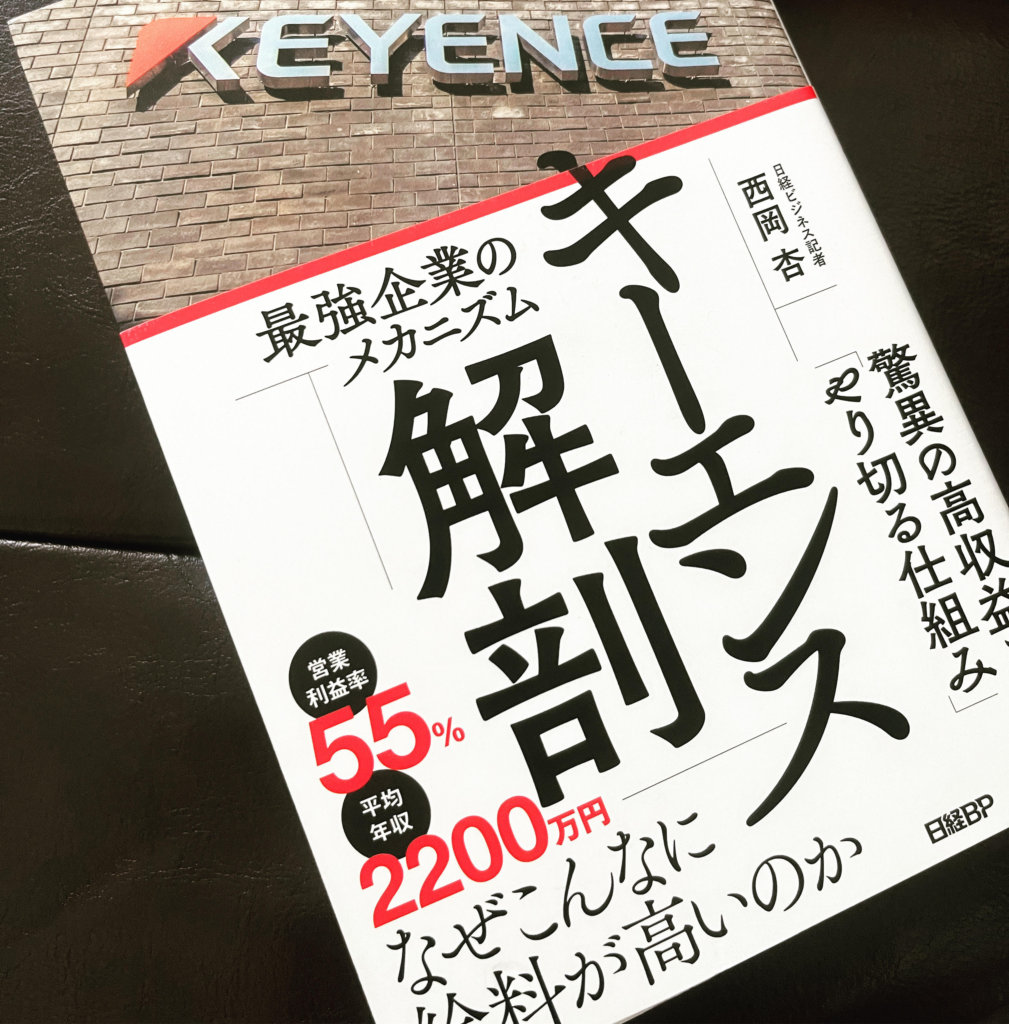 KEYENCE
日経ビジネス記者
西岡 杏
キーエンス
解剖
最強企業の
メカニズム
驚異の高収益
「やり切る仕組み」
営業
利益率
55%
平均
年収
2200万円
なぜこんなに
給料が高いのか
日経BP